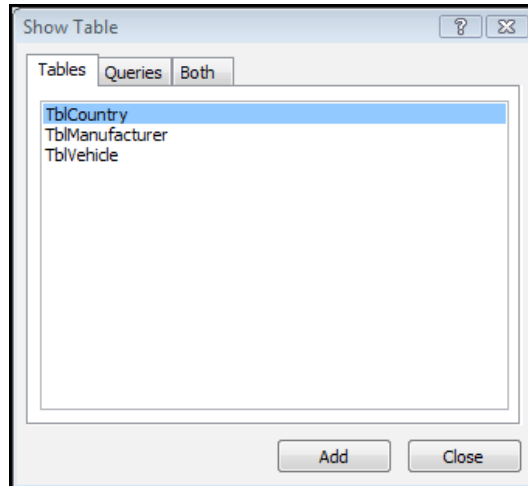 Show Table
Tables Queries Both
TblCountry
TblManufacturer
TblVehicle
Add Close